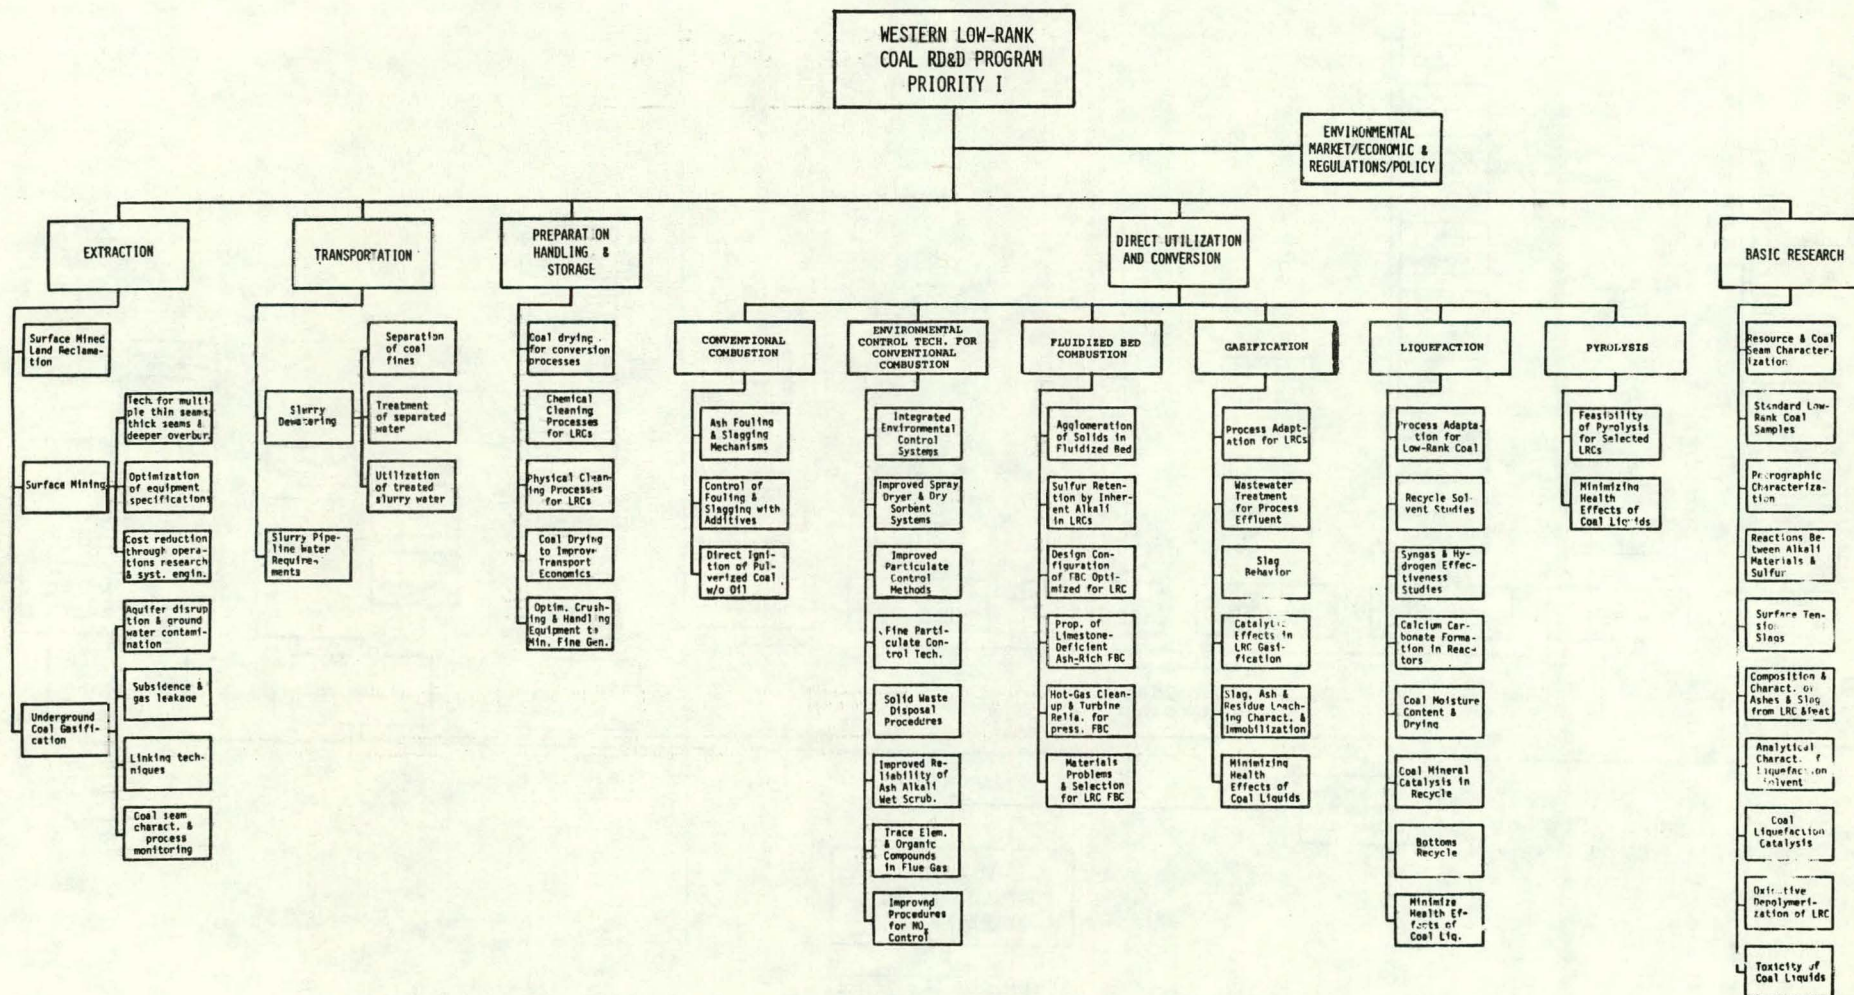 WESTERN LOW-RANK
COAL RD&D PROGRAM
PRIORITY I
ENVIRONMENTAL
MARKET/ECONOMIC &
REGULATIONS/POLICY
EXTRACTION
TRANSPORTATION
PREPARATION
HANDLING & 
STORAGE
DIRECT UTILIZATION
AND CONVERSION
BASIC RESEARCH
Surface Mined
Land Reclama-
tion
Surface Mining
Tech. for multi-
ple thin seams,
thick seams &
deeper overbur.
Optimization
of equipment
specifications
Cost reduction
through opera-
tions research
& syst. engin.
Underground
Coal Gasifi-
cation
Aquifer disrup
tion & ground
water contami-
nation
Subsidence &
gas leakage
Linking tech-
niques
Coal seam
charact. &
process
monitoring
Slurry
Dewatering
Separation
of coal
fines
Treatment
of separated
water
Utilization
of treated
slurry water
Slurry Pipe-
line Water
Require-
ments
Coal drying
for conversion
processes
Chemical
Cleaning
Processes
for LRCs
Physical Clean-
ing Processes
for LRCs
Coal Drying
to Improve
Transport
Economics
Optim. Crush-
ing & Handling
Equipment to
Min. Fine Gen.
CONVENTIONAL
COMBUSTION
Ash Fouling
& Slagging
Mechanisms
Control of
Fouling &
Slagging with
Additives
Direct Igni-
tion of Pul-
verized Coal
w/o Oil
ENVIRONMENTAL
CONTROL TECH. FOR
CONVENTIONAL
COMBUSTION
Integrated
Environmental
Control
Systems
Improved Spray
Dryer & Dry
Sorbent
Systems
Improved
Particulate
Control
Methods
Fine Parti-
culate Con-
trol Tech.
Solid Waste
Disposal
Procedures
Improved Re-
liability of
Ash Alkali
Wet Scrub.
Trace Elem.
& Organic
Compounds
in Flue Gas
Improved
Procedures
for NOx
Control
FLUIDIZED BED
COMBUSTION
Agglomeration
of Solids in
Fluidized Bed
Sulfur Reten-
tion by Inher-
ent Alkali
in LRCs
Design Con-
figuration
of FBC Opti-
mized for LRC
Prop. of
Limestone-
Deficient
Ash-Rich FBC
Hot-Gas Clean-
up & Turbine
Relia. for
press. FBC
Materials
Problems
& Selection
for LRC FBC
GASIFICATION
Process Adapt-
ation for LRCs
Wastewater
Treatment
for Process
Effluent
Slag
Behavior
Catalytic
Effects in
LRC Gasi-
fication
Slag, Ash &
Residue Leach-
ing Charact. &
Immobilization
Minimizing
Health
Effects of
Coal Liquids
LIQUEFACTION
Process Adapta-
tion for
Low-Rank Coal
Recycle Sol-
vent Studies
Syngas & Hy-
drogen Effec-
tiveness
Studies
Calcium Car-
bonate Forma-
tion in Reac-
tors
Coal Moisture
Content &
Drying
Coal Mineral
Catalysis in
Recycle
Bottoms
Recycle
Minimize
Health Ef-
fects of
Coal Liq.
PYROLYSIS
Feasibility
of Pyrolysis
for Selected
LRCs
Minimizing
Health
Effects of
Coal Liquids
Resource & Coal
Seam Character-
ization
Standard Low-
Rank Coal
Samples
Petrographic
Characteriza-
tion
Reactions Be-
tween Alkali
Materials &
Sulfur
Surface Ten-
sion
Slags
Composition &
Charact. of
Ashes & Slag
from LRC &Peat
Analytical
Charact. of
Liquefaction
Solvent
Coal
Liquefaction
Catalysis
Oxidative
Depolymeri-
zation of LRC
Toxicity of
Coal Liquids